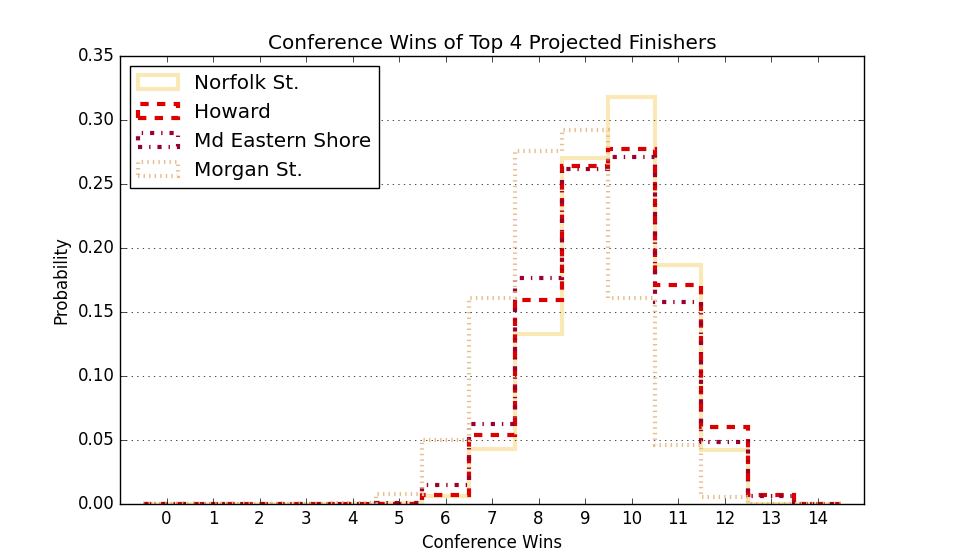 Conference Wins of Top 4 Projected Finishers
0.35
0.30
0.25
0.20
0.15
0.10
0.05
0.00
Probability
Norfolk St.
Howard
Md Eastern Shore
Morgan St.
0 1 2 3 4 5 6 7 8 9 10 11 12 13 14
Conference Wins